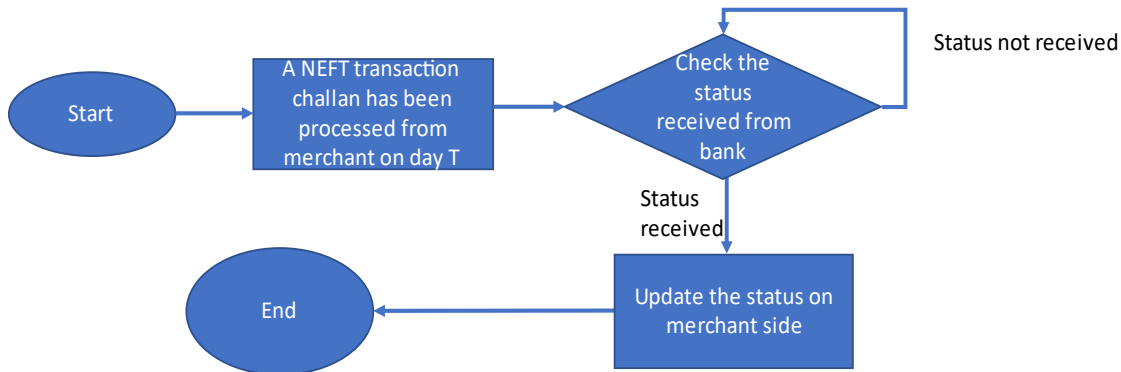 Start
A NEFT transaction
challan has been
processed from
merchant on day T
Check the
status
received from
bank
Status not received
Status
received
Update the status on
merchant side
End